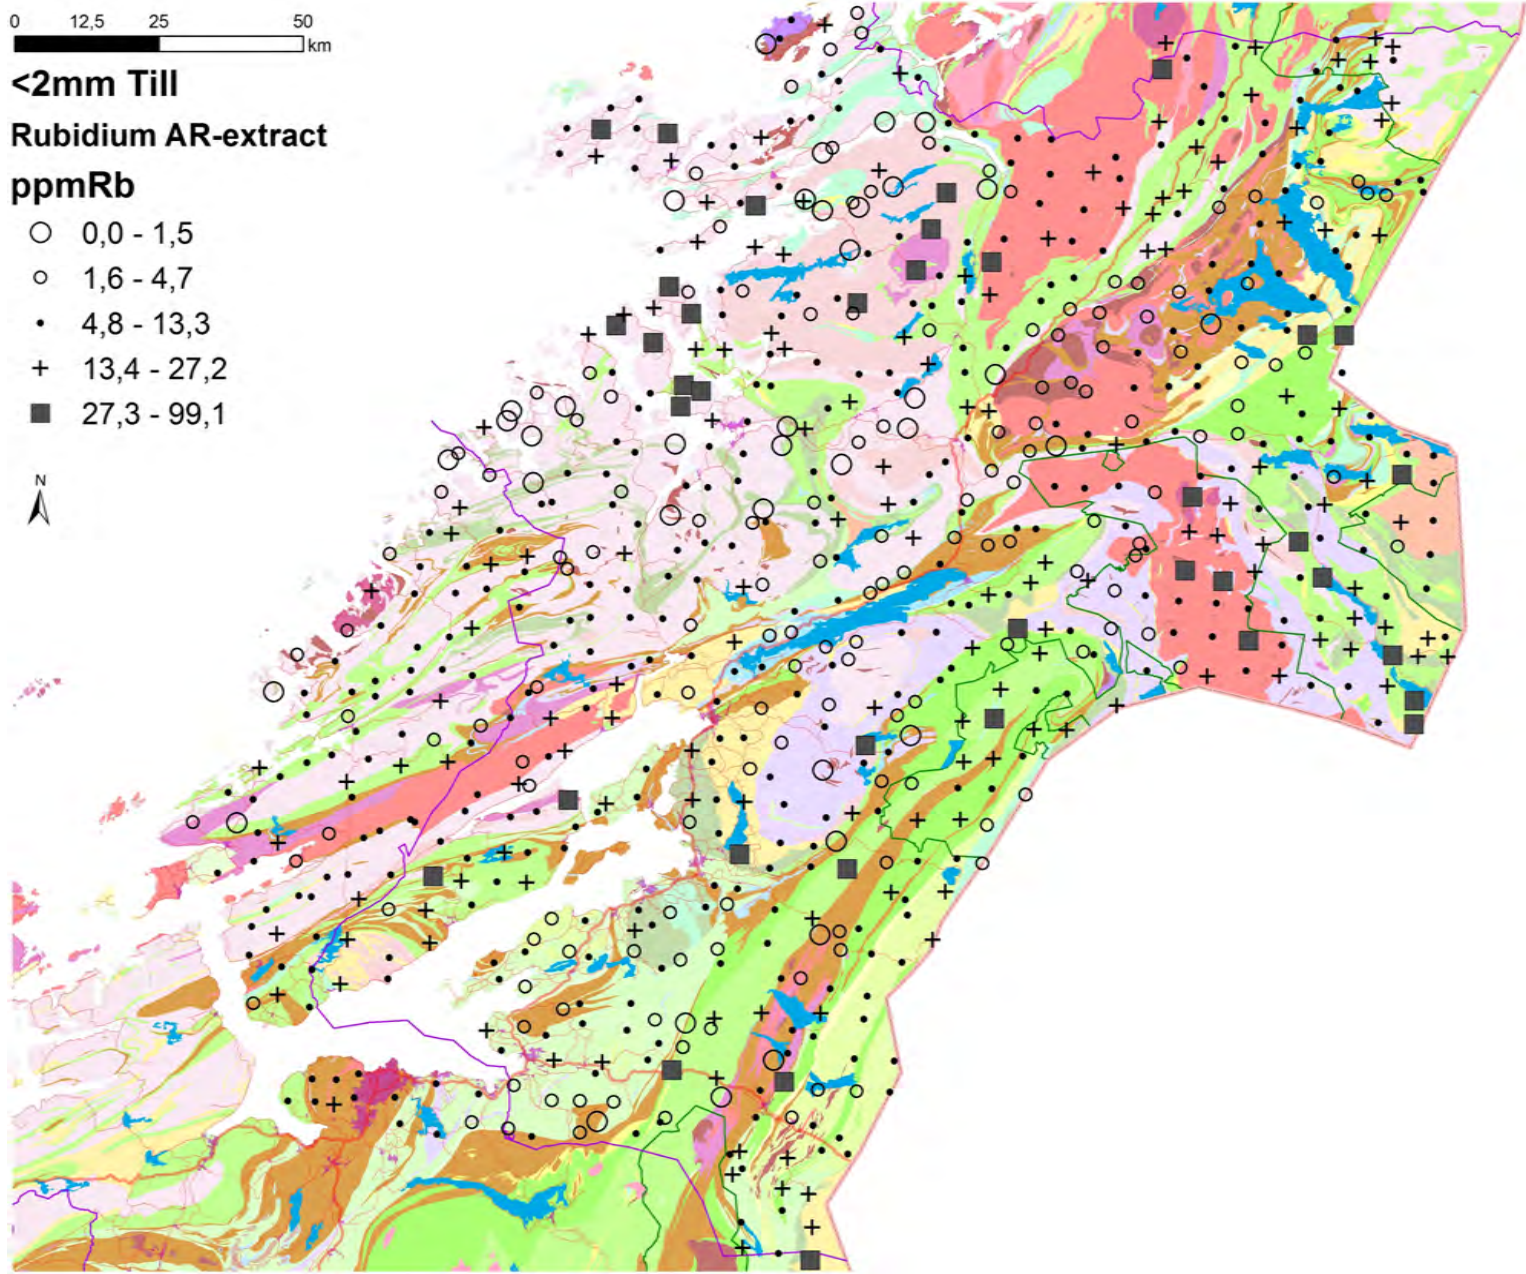 0 12,5 25 50
km
<2mm Till
Rubidium AR-extract
ppmRb
0,0 - 1,5
1,6 - 4,7
4,8 - 13,3
13,4 - 27,2
27,3 - 99,1
N